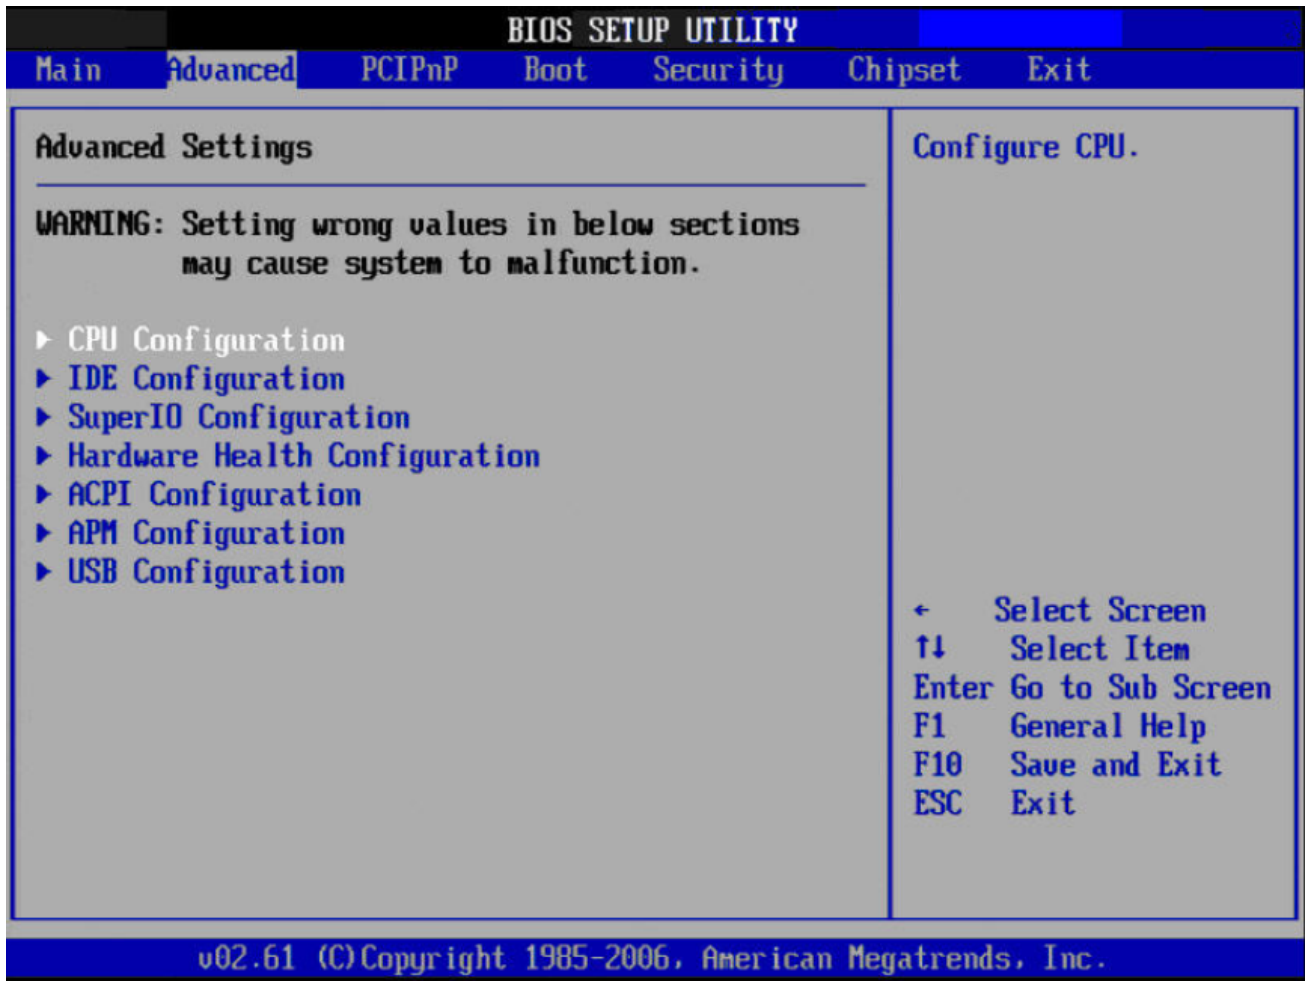 BIOS SETUP UTILITY
Main Advanced PCIPnP Boot Security Chipset Exit
Advanced Settings
WARNING: Setting wrong values in below sections
may cause system to malfunction.
▶ CPU Configuration
▶ IDE Configuration
▶ SuperIO Configuration
▶ Hardware Health Configuration
▶ ACPI Configuration
▶ APM Configuration
▶ USB Configuration
Configure CPU.
← Select Screen
↑↓ Select Item
Enter Go to Sub Screen
F1 General Help
F10 Save and Exit
ESC Exit
v02.61 (C)Copyright 1985-2006, American Megatrends, Inc.